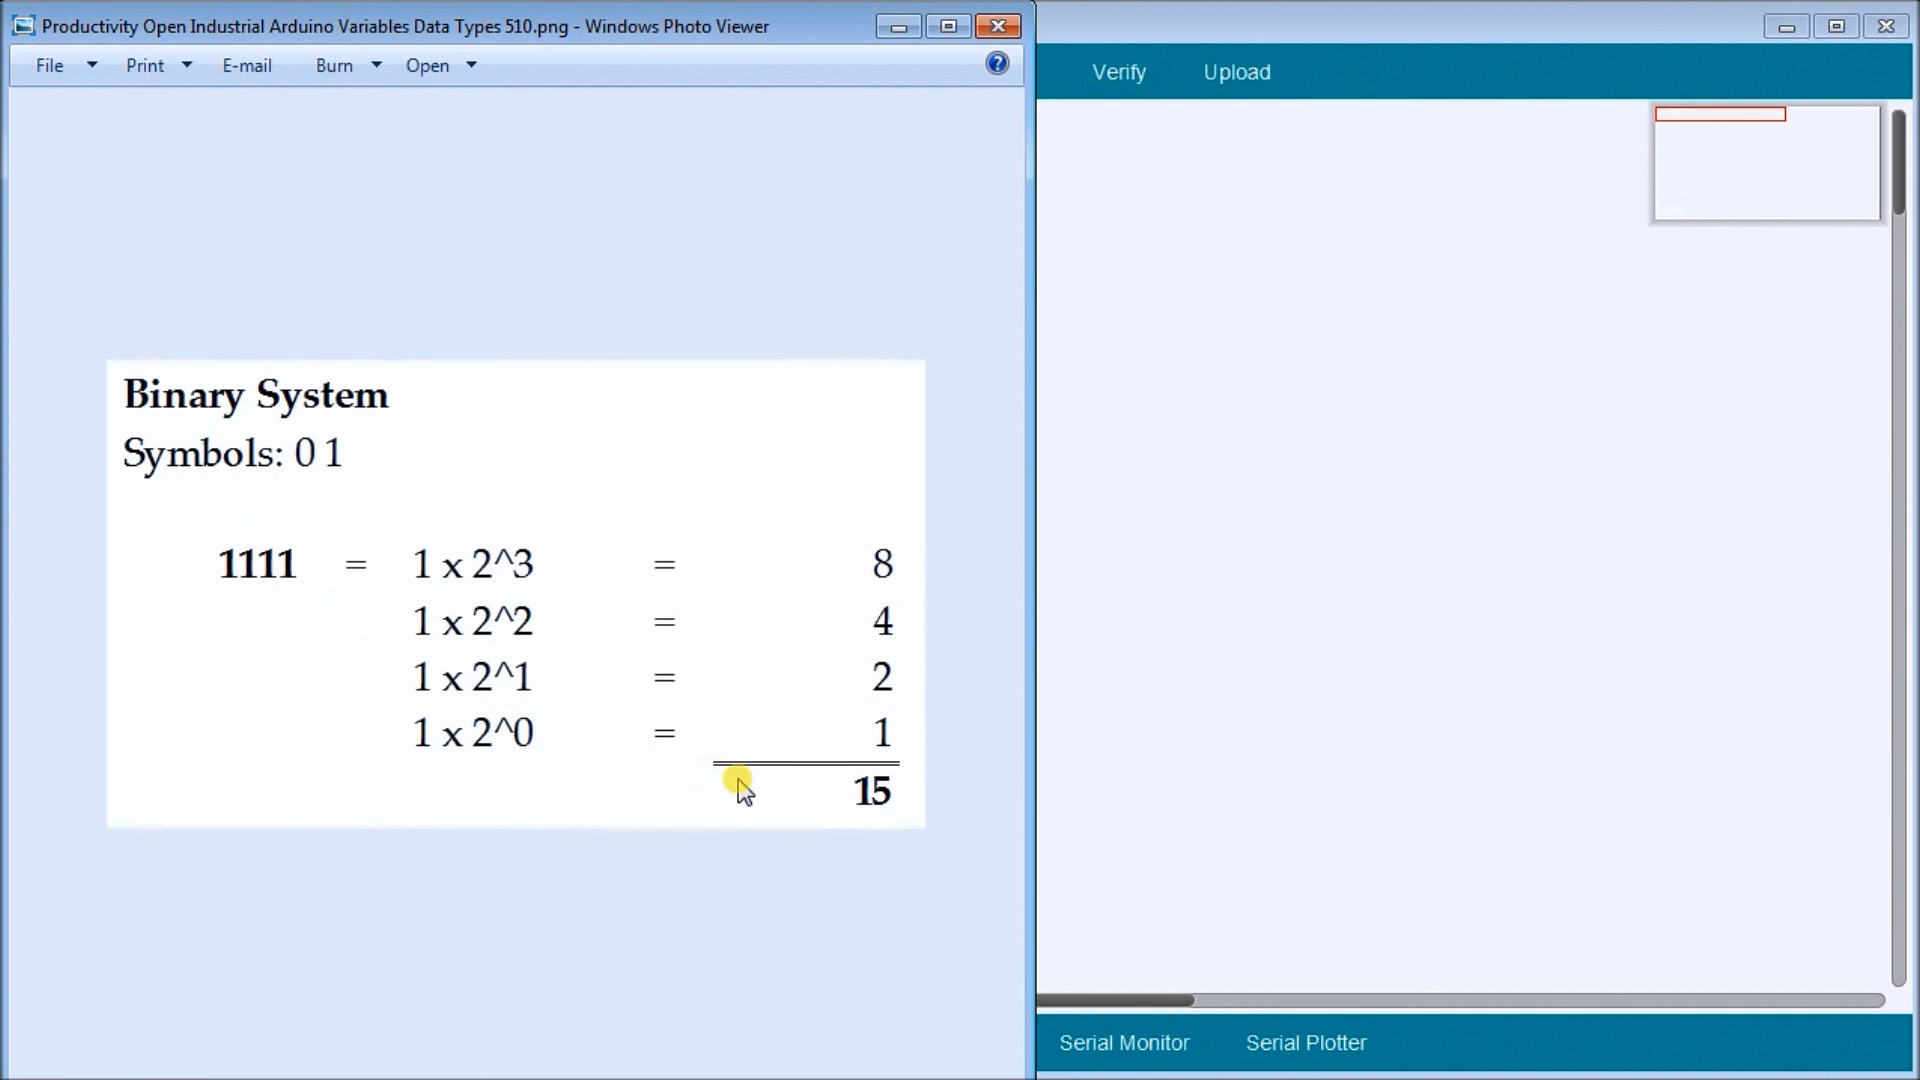 Productivity Open Industrial Arduino Variables Data Types 510.png - Windows Photo Viewer
File Print E-mail Burn Open ?
Verify Upload
Binary System
Symbols: 0 1
1111 = 1 x 2^3 = 8
1 x 2^2 = 4
1 x 2^1 = 2
1 x 2^0 = 1
15
Serial Monitor Serial Plotter